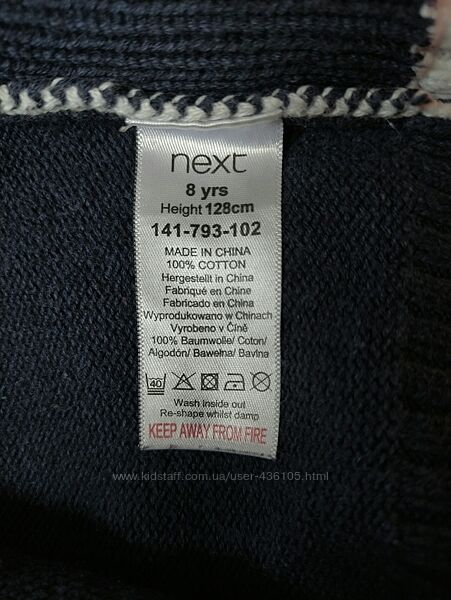 next
8 yrs
Height 128cm
141-793-102
MADE IN CHINA
100% COTTON
Hergestellt in China
Fabriqué en Chine
Fabricado en China
Wyprodukowano w Chinach
Vyrobeno v Číně
100% Baumwolle/ Coton/
Algodón/ Bawełna/ Bavlna
40
Wash inside out
Re-shape whilst damp
KEEP AWAY FROM FIRE
www.kidstaff.com.ua/user-436105.html